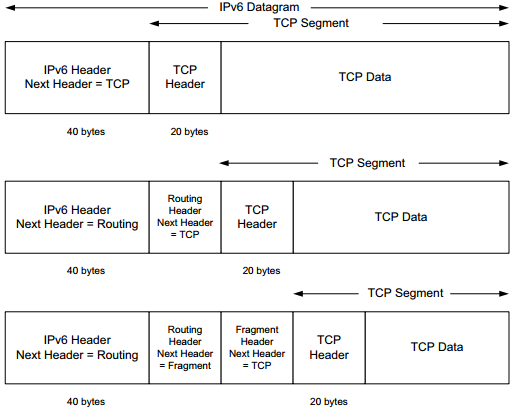 IPv6 Datagram
TCP Segment
IPv6 Header
Next Header = TCP
TCP
Header
TCP Data
40 bytes
20 bytes
TCP Segment
IPv6 Header
Next Header = Routing
Routing
Header
Next Header
= TCP
TCP
Header
TCP Data
40 bytes
20 bytes
TCP Segment
IPv6 Header
Next Header = Routing
Routing
Header
Next Header
= Fragment
Fragment
Header
Next Header
= TCP
TCP
Header
TCP Data
40 bytes
20 bytes